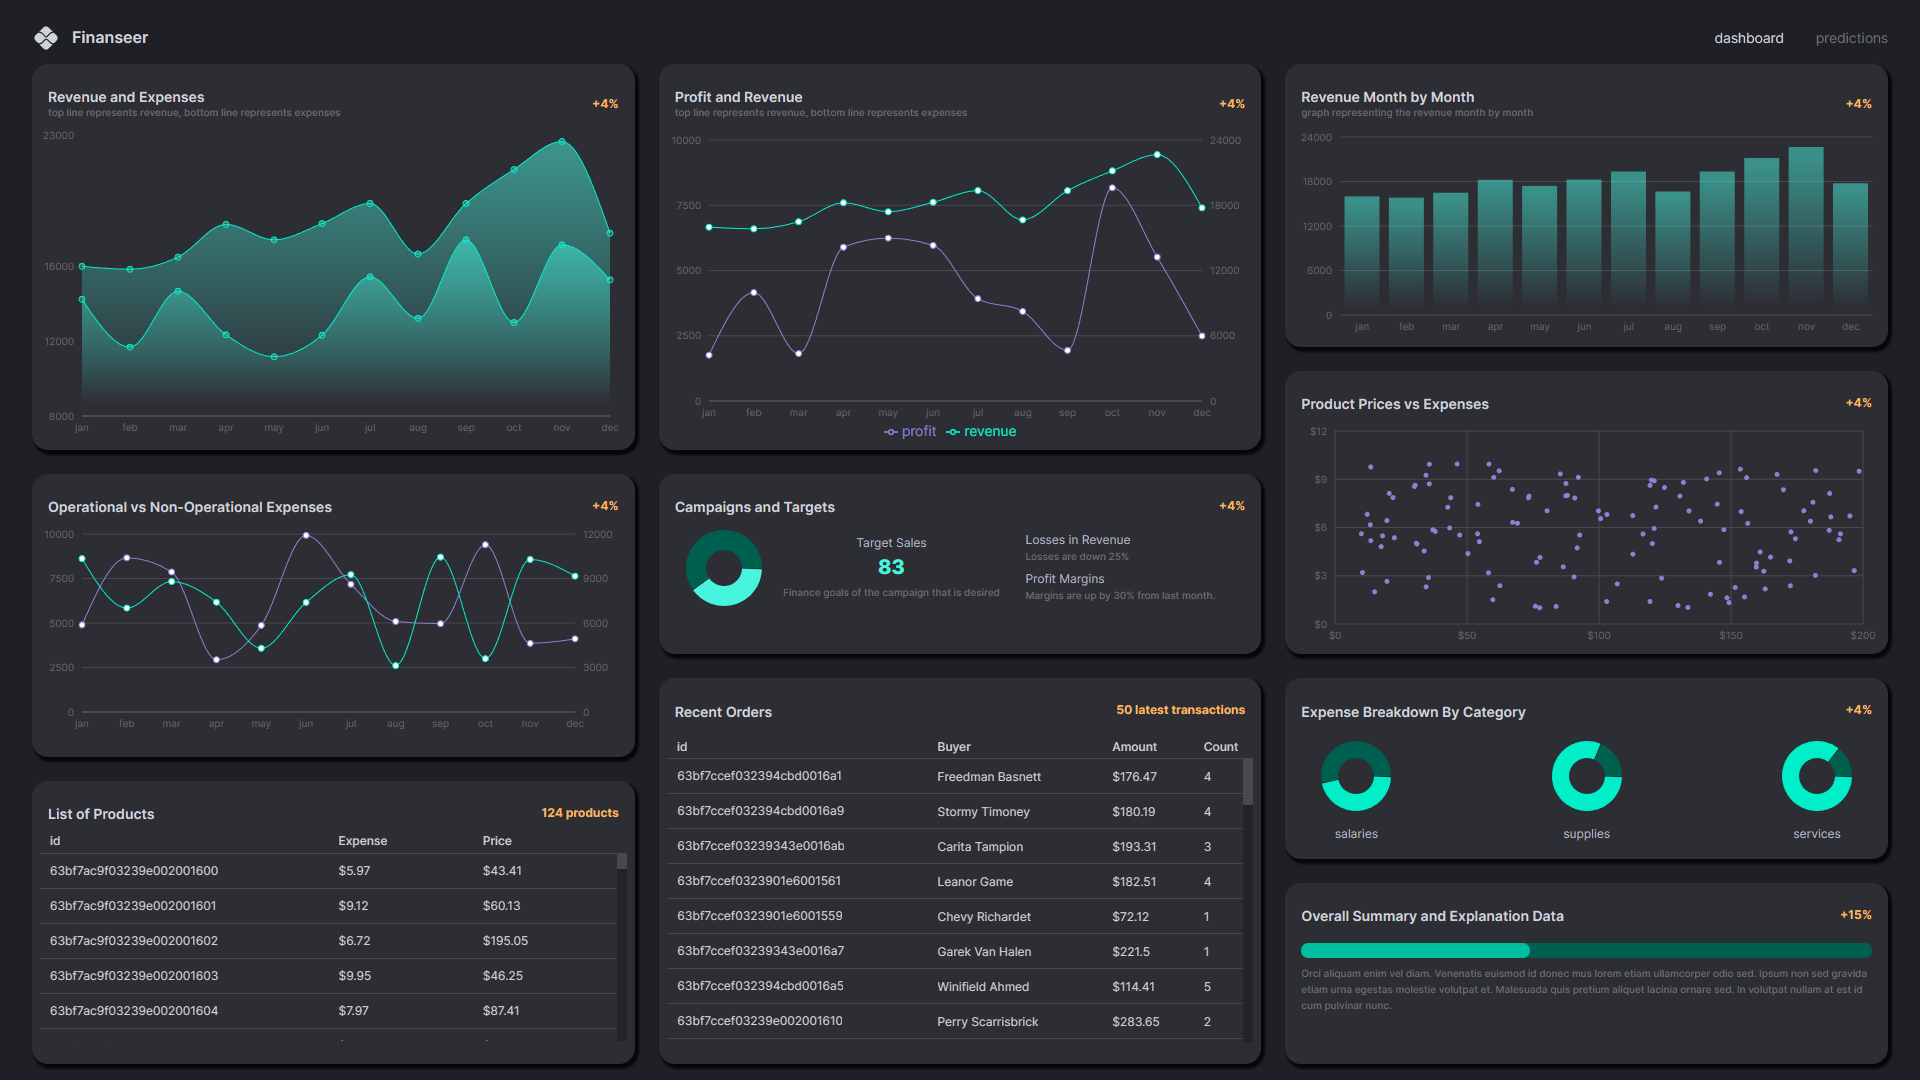 Finanseer
dashboard predictions
Revenue and Expenses
top line represents revenue, bottom line represents expenses
+4%
23000
16000
12000
8000
jan feb mar apr may jun jul aug sep oct nov dec
Profit and Revenue
top line represents revenue, bottom line represents expenses
+4%
10000 24000
7500 18000
5000 12000
2500 6000
0 0
jan feb mar apr may jun jul aug sep oct nov dec
profit revenue
Revenue Month by Month
graph representing the revenue month by month
+4%
24000
18000
12000
6000
0
jan feb mar apr may jun jul aug sep oct nov dec
Operational vs Non-Operational Expenses
+4%
10000 12000
7500 9000
5000 6000
2500 3000
0 0
jan feb mar apr may jun jul aug sep oct nov dec
Campaigns and Targets
+4%
Target Sales
83
Finance goals of the campaign that is desired
Losses in Revenue
Losses are down 25%
Profit Margins
Margins are up by 30% from last month.
Product Prices vs Expenses
+4%
$12
$9
$6
$3
$0
$0 $50 $100 $150 $200
List of Products
124 products
id Expense Price
63bf7ac9f03239e002001600 $5.97 $43.41
63bf7ac9f03239e002001601 $9.12 $60.13
63bf7ac9f03239e002001602 $6.72 $195.05
63bf7ac9f03239e002001603 $9.95 $46.25
63bf7ac9f03239e002001604 $7.97 $87.41
Recent Orders
50 latest transactions
id Buyer Amount Count
63bf7ccef032394cbd0016a1 Freedman Basnett $176.47 4
63bf7ccef032394cbd0016a9 Stormy Timoney $180.19 4
63bf7ccef03239343e0016ab Carita Tampion $193.31 3
63bf7ccef0323901e6001561 Leanor Game $182.51 4
63bf7ccef0323901e6001559 Chevy Richardet $72.12 1
63bf7ccef03239343e0016a7 Garek Van Halen $221.5 1
63bf7ccef032394cbd0016a5 Winifield Ahmed $114.41 5
63bf7ccef03239e002001610 Perry Scarrisbrick $283.65 2
Expense Breakdown By Category
+4%
salaries supplies services
Overall Summary and Explanation Data
+15%
Orci aliquam enim vel diam. Venenatis euismod id donec mus lorem etiam ullamcorper odio sed. Ipsum non sed gravida
etiam urna egestas molestie volutpat et. Malesuada quis pretium aliquet lacinia ornare sed. In volutpat nullam at est id
cum pulvinar nunc.